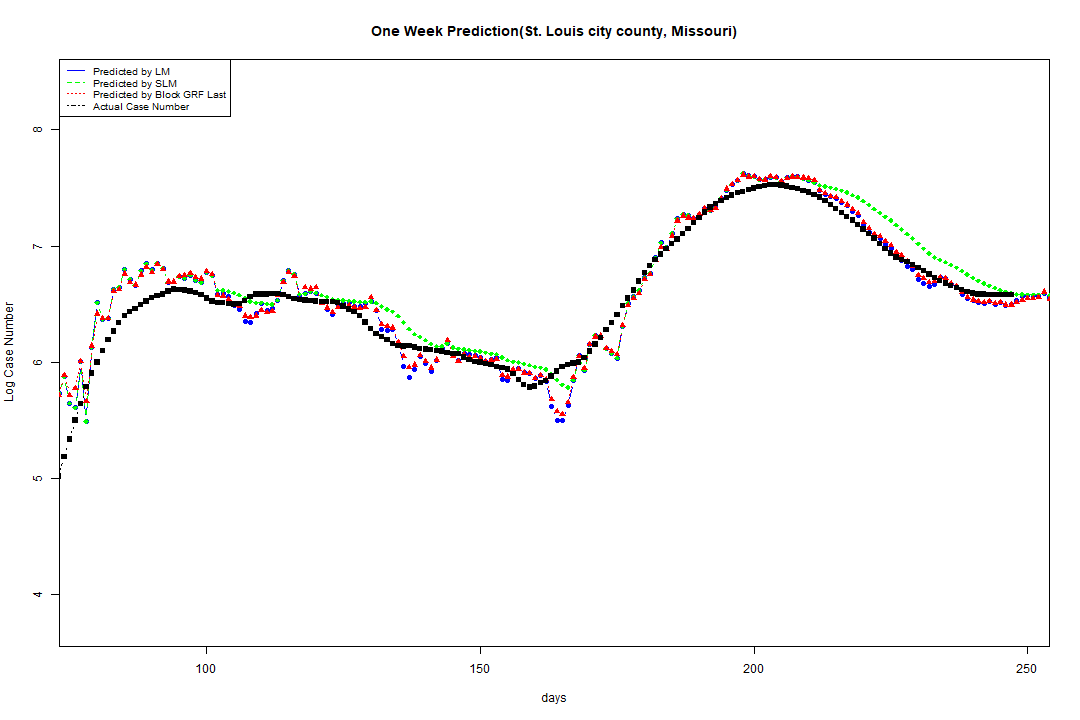 One Week Prediction(St. Louis city county, Missouri)
Predicted by LM
Predicted by SLM
Predicted by Block GRF Last
Actual Case Number
8
7
6
5
4
Log Case Number
100 150 200 250
days